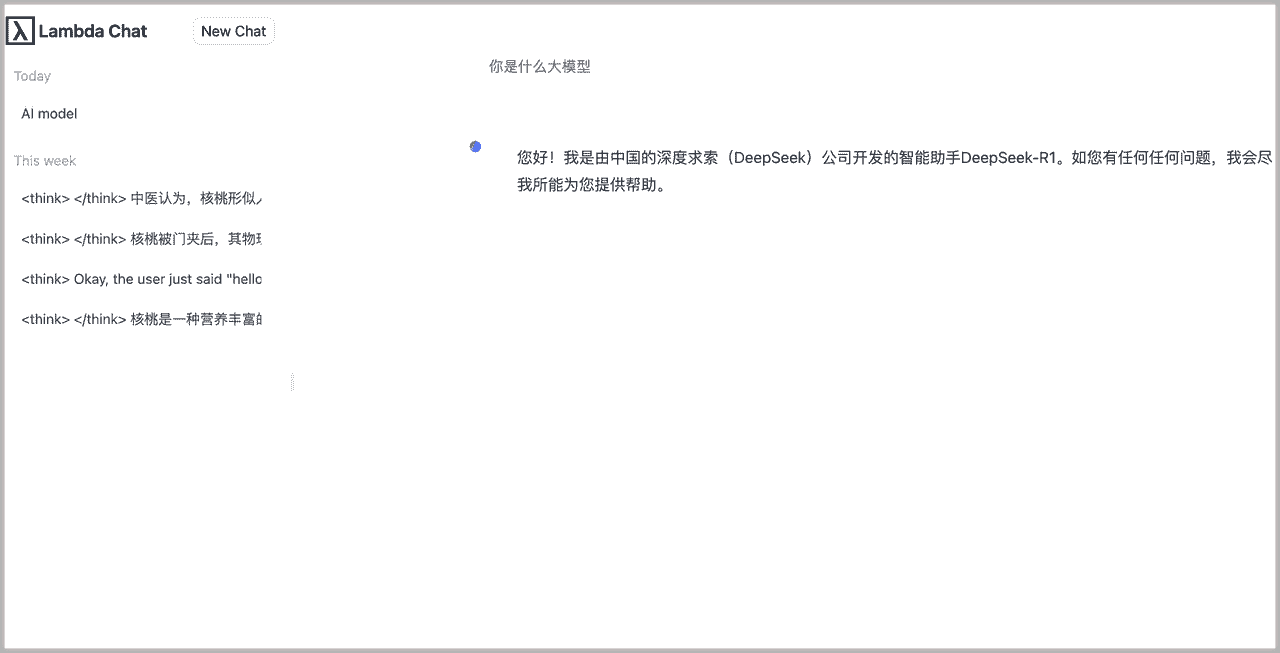 Lambda Chat
New Chat
Today
AI model
This week
<think> </think> 中医认为，核桃形似
<think> </think> 核桃被门夹后，其物
<think> Okay, the user just said "hello
<think> </think> 核桃是一种营养丰富
你是什么大模型
您好！我是由中国的深度求索（DeepSeek）公司开发的智能助手DeepSeek-R1。如您有任何任何问题，我会尽
我所能为您提供帮助。